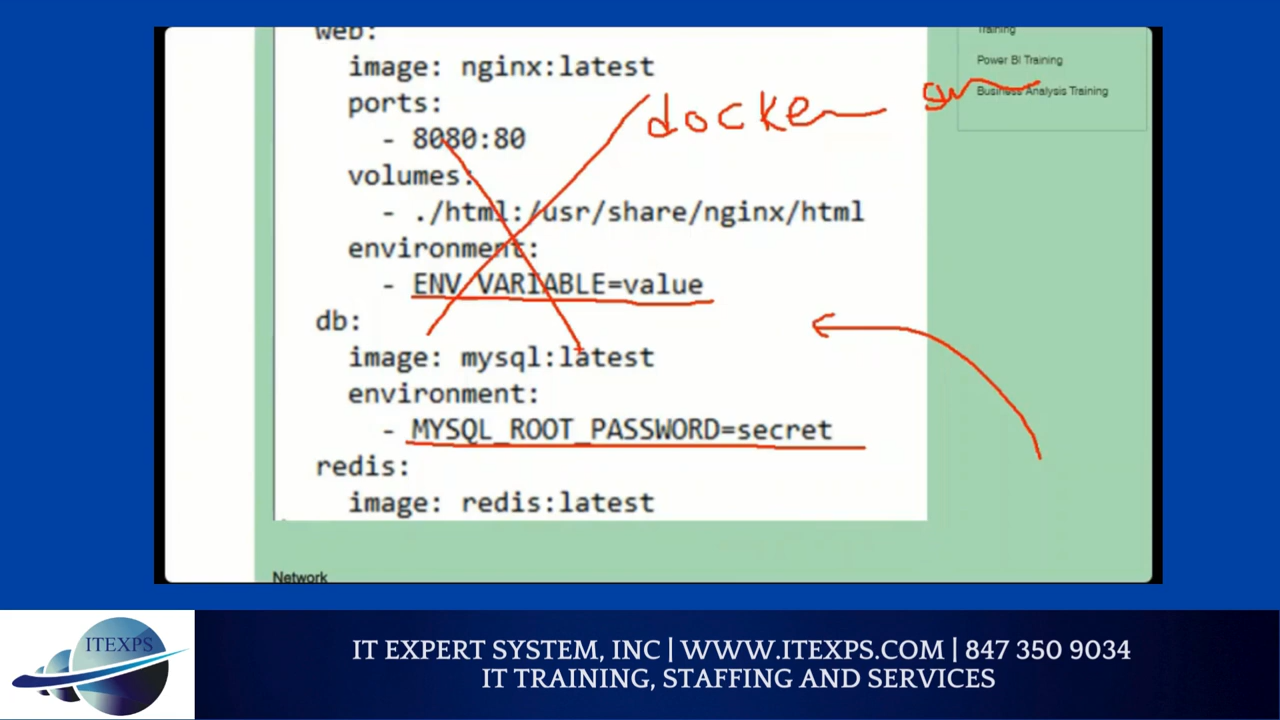 web:
image: nginx:latest
ports:
- 8080:80
volumes:
- ./html:/usr/share/nginx/html
environment:
- ENV_VARIABLE=value
db:
image: mysql:latest
environment:
- MYSQL_ROOT_PASSWORD=secret
redis:
image: redis:latest
docker
Training
Power BI Training
Business Analysis Training
Network
ITEXPS
IT EXPERT SYSTEM, INC | WWW.ITEXPS.COM | 847 350 9034
IT TRAINING, STAFFING AND SERVICES